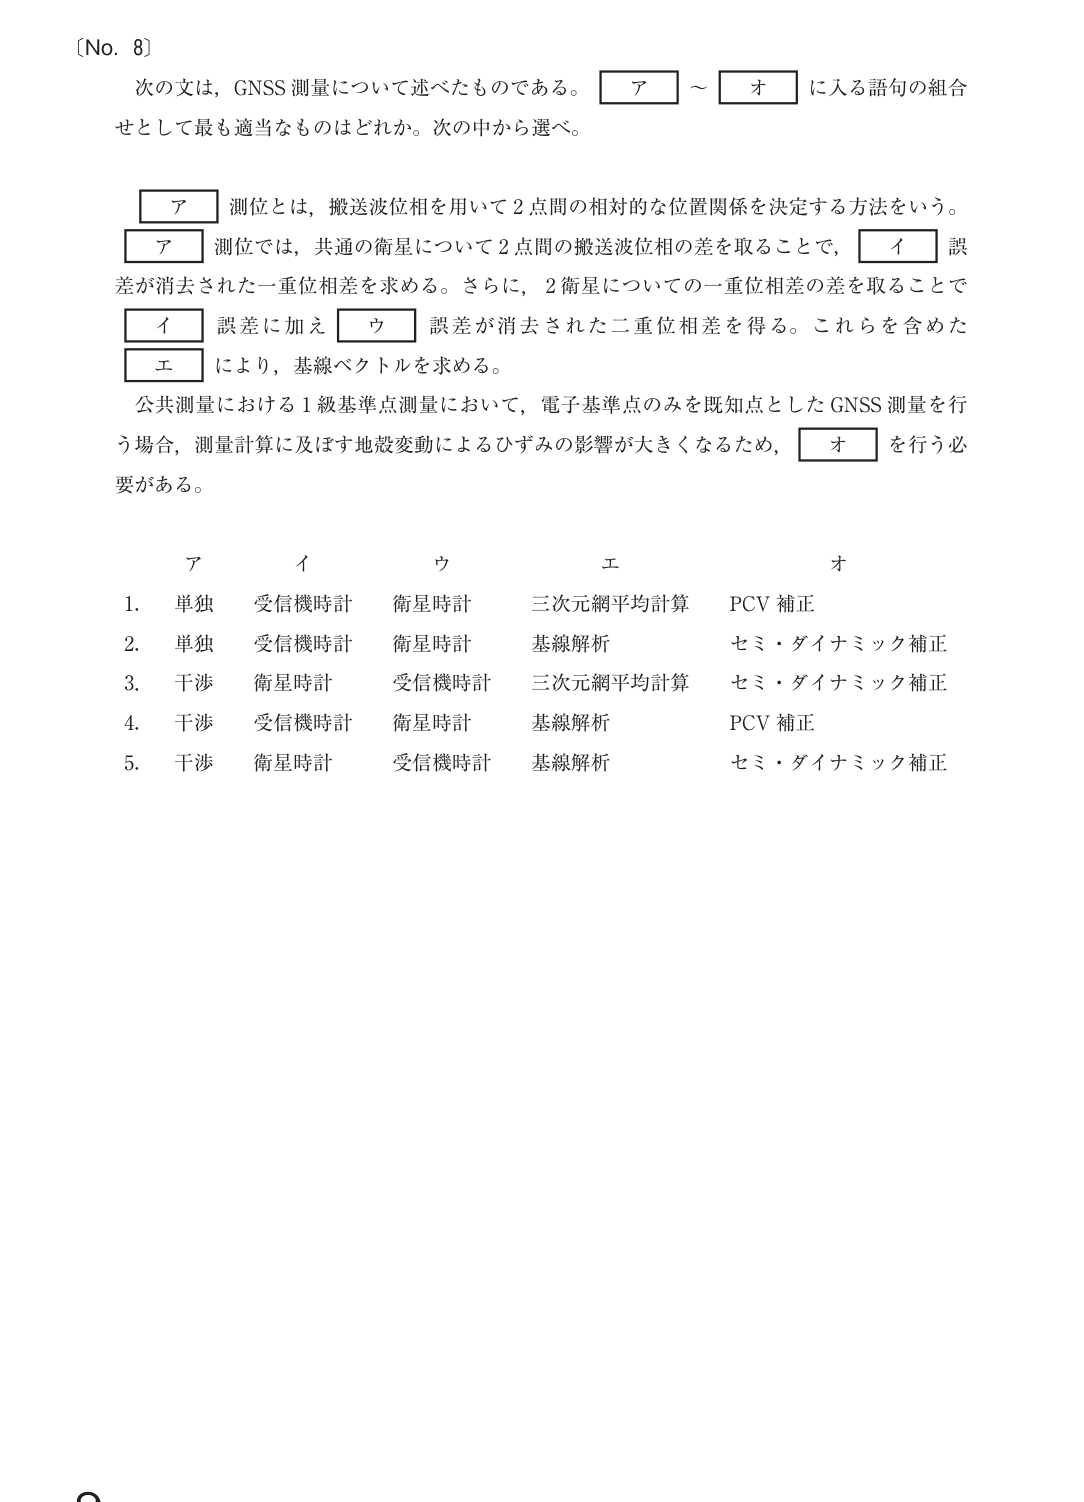 〔No. 8〕
次の文は，GNSS 測量について述べたものである。 ア ～ オ に入る語句の組合
せとして最も適当なものはどれか。次の中から選べ。
ア 測位とは，搬送波位相を用いて 2 点間の相対的な位置関係を決定する方法をいう。
ア 測位では，共通の衛星について 2 点間の搬送波位相の差を取ることで， イ 誤
差が消去された一重位相差を求める。さらに，2 衛星についての一重位相差の差を取ることで
イ 誤差に加え ウ 誤差が消去された二重位相差を得る。これらを含めた
エ により，基線ベクトルを求める。
公共測量における 1 級基準点測量において，電子基準点のみを既知点とした GNSS 測量を行
う場合，測量計算に及ぼす地殻変動によるひずみの影響が大きくなるため， オ を行う必
要がある。
ア イ ウ エ オ
1. 単独 受信機時計 衛星時計 三次元網平均計算 PCV 補正
2. 単独 受信機時計 衛星時計 基線解析 セミ・ダイナミック補正
3. 干渉 衛星時計 受信機時計 三次元網平均計算 セミ・ダイナミック補正
4. 干渉 受信機時計 衛星時計 基線解析 PCV 補正
5. 干渉 衛星時計 受信機時計 基線解析 セミ・ダイナミック補正